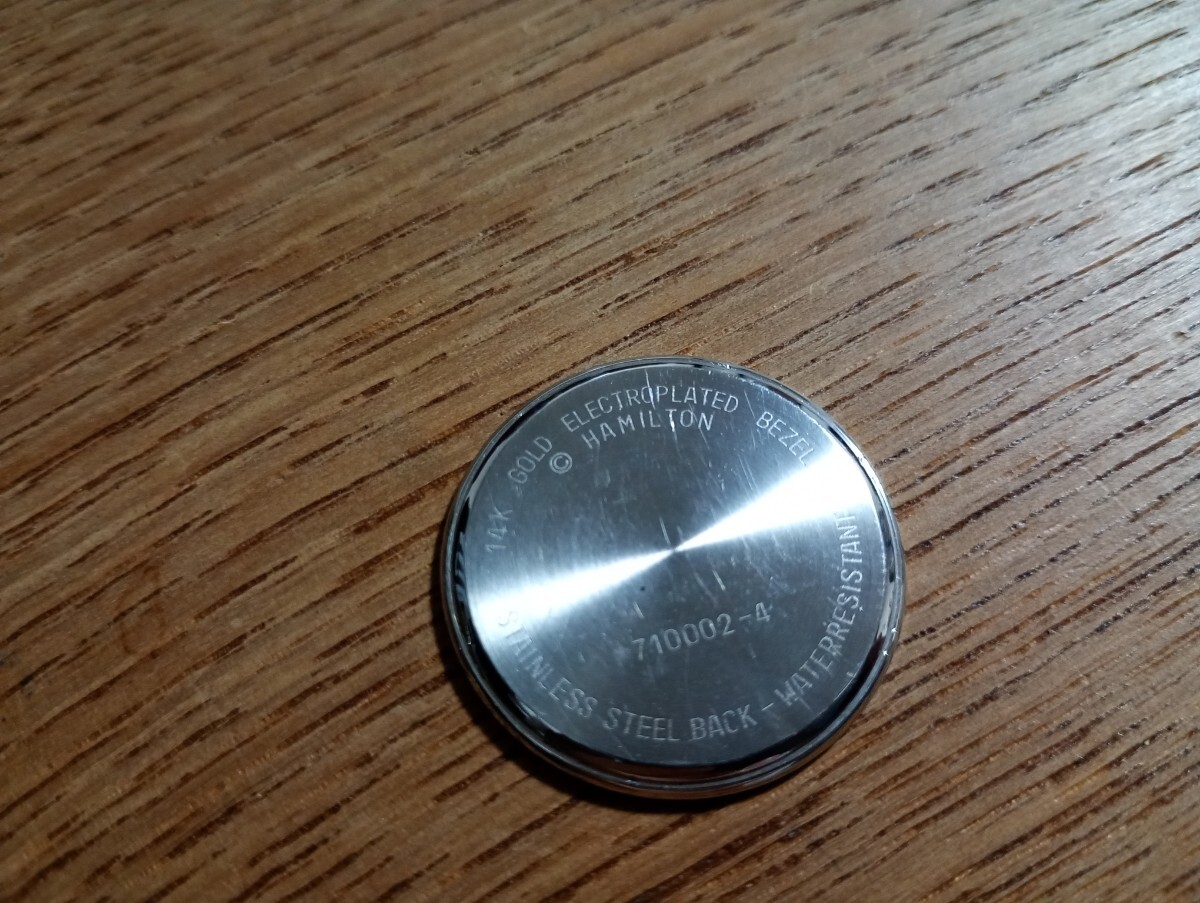 14K GOLD ELECTROPLATED BEZEL
© HAMILTON
710002-4
STAINLESS STEEL BACK - WATERRESISTANT